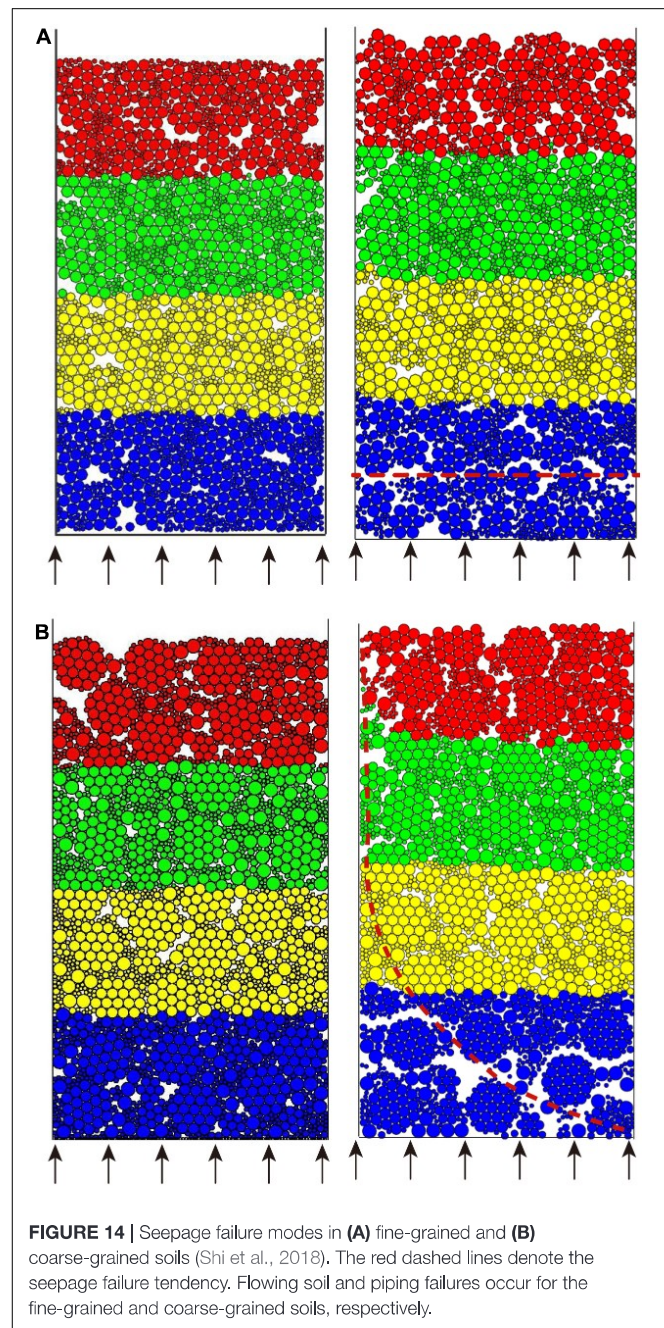 A
B
FIGURE 14 | Seepage failure modes in (A) fine-grained and (B)
coarse-grained soils (Shi et al., 2018). The red dashed lines denote the
seepage failure tendency. Flowing soil and piping failures occur for the
fine-grained and coarse-grained soils, respectively.